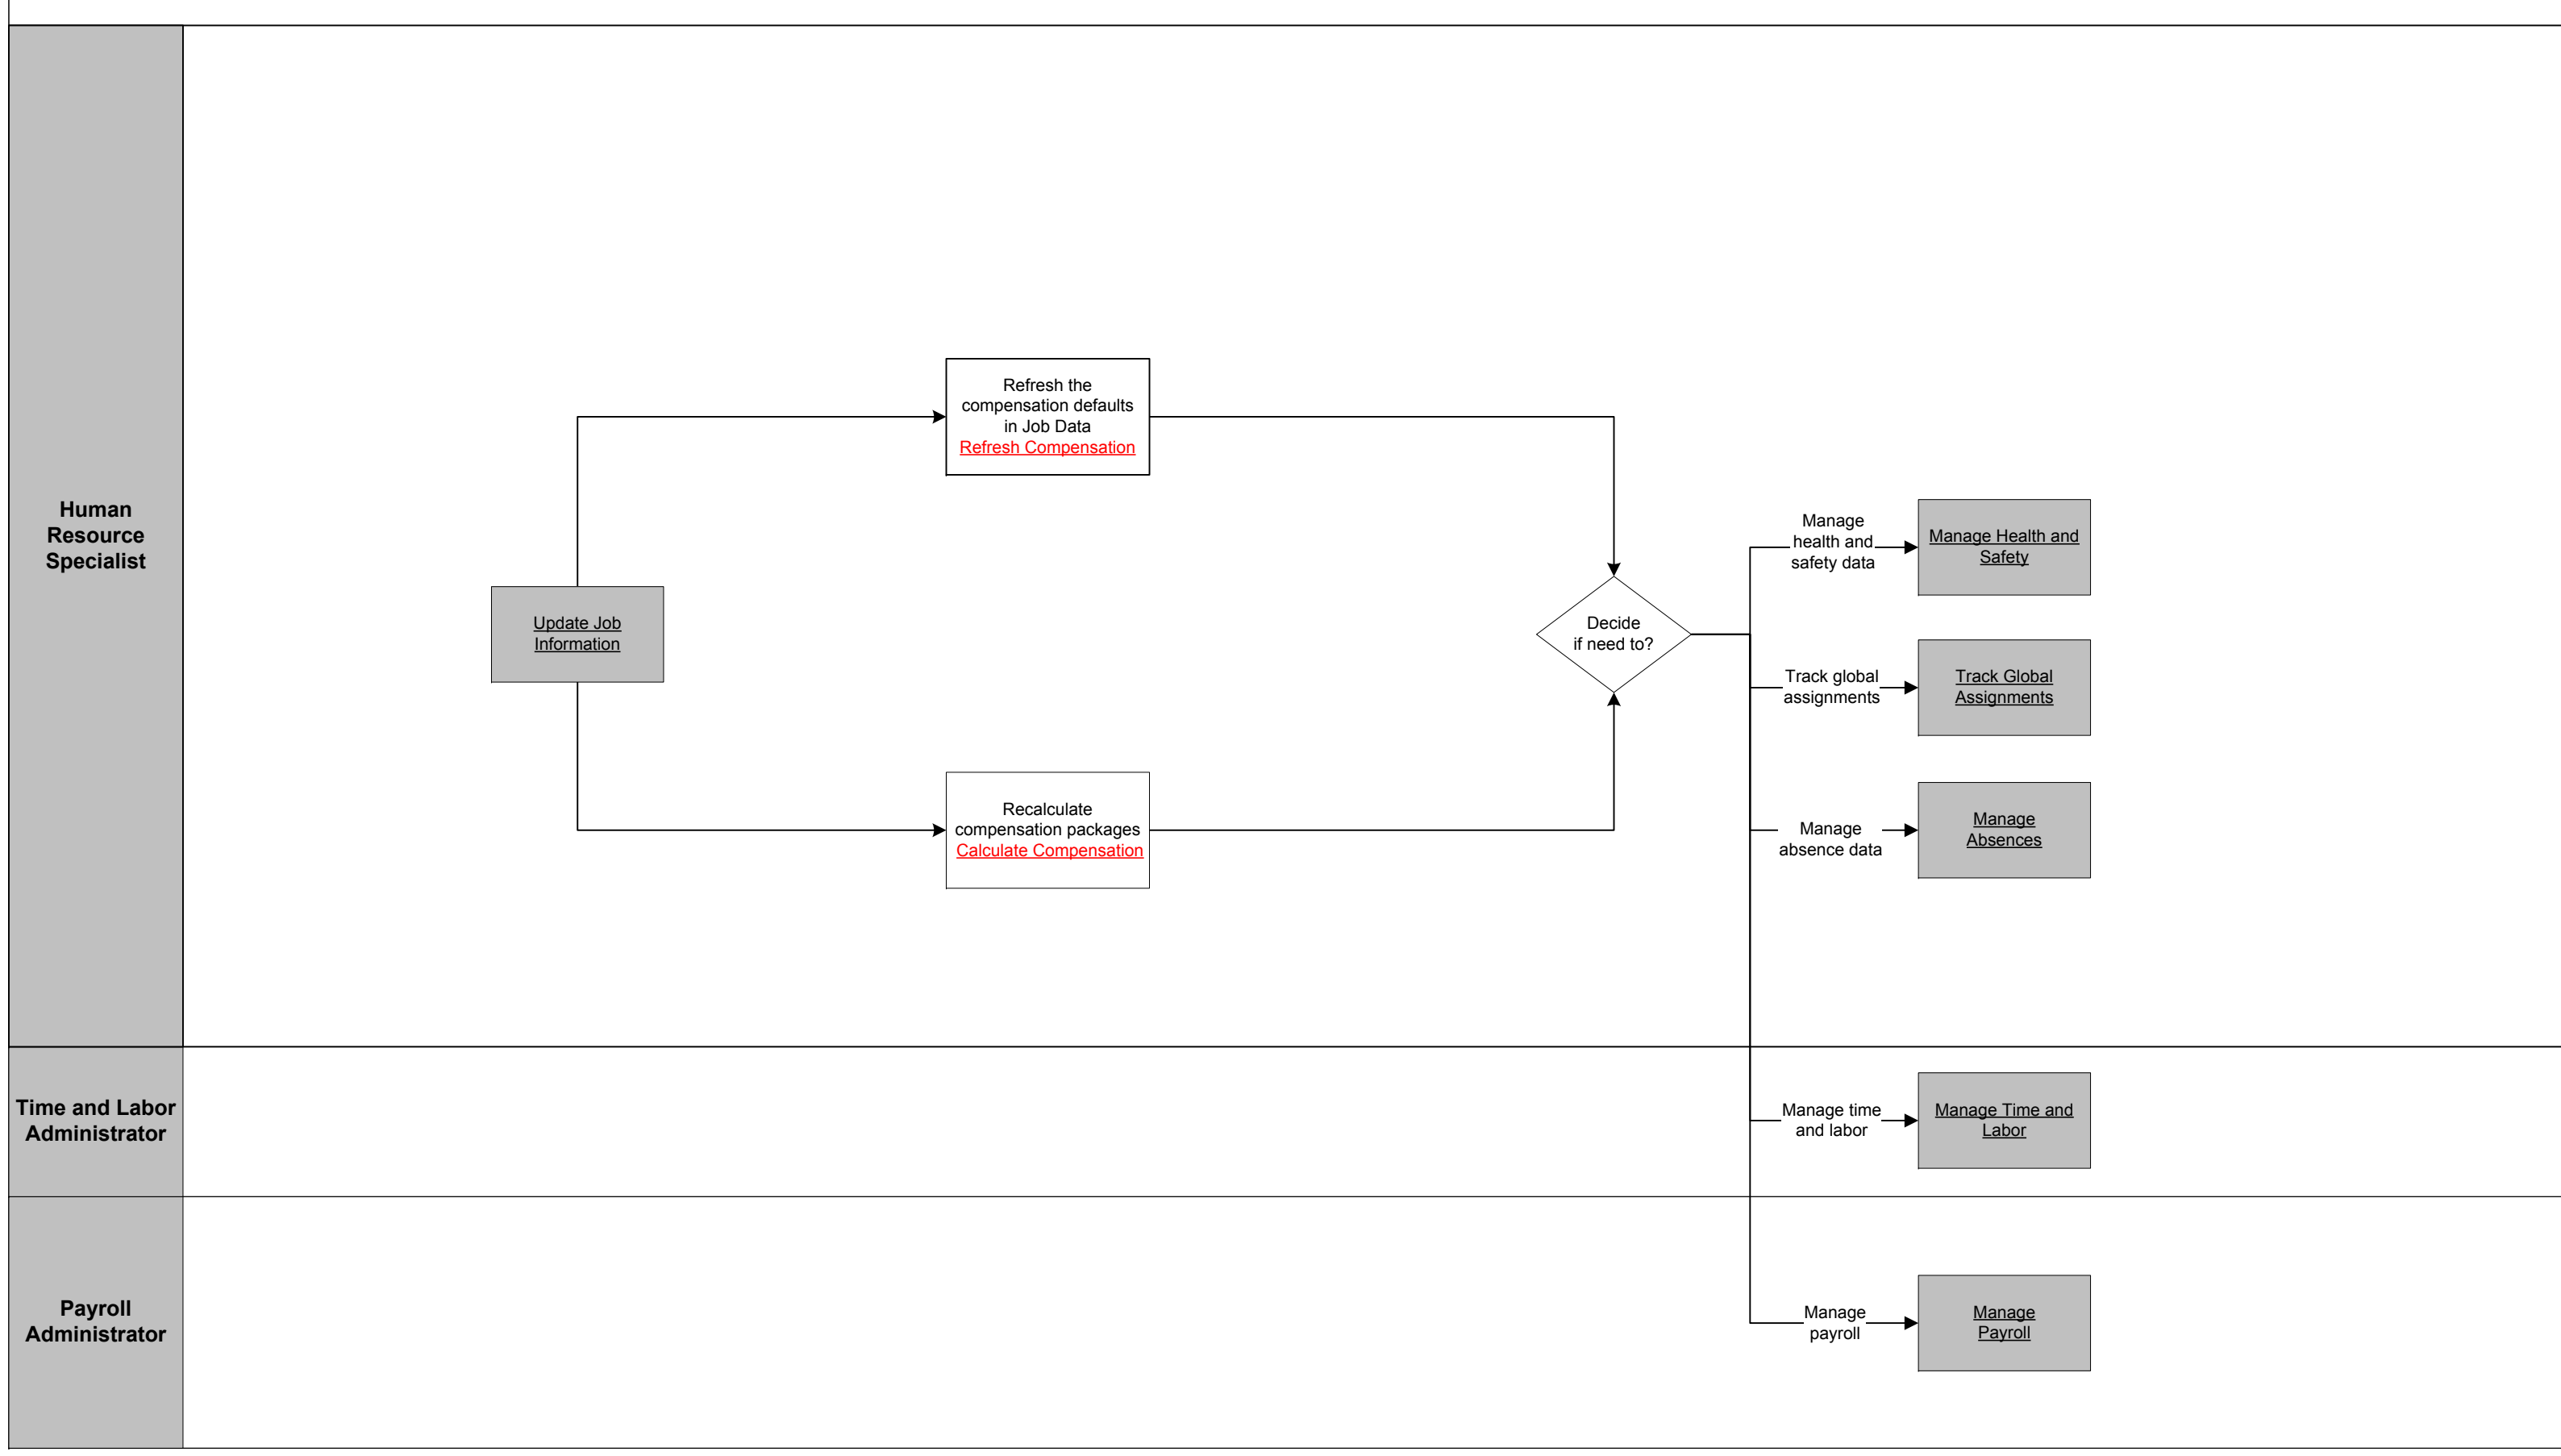 Human
Resource
Specialist
Update Job
Information
Refresh the
compensation defaults
in Job Data
Refresh Compensation
Recalculate
compensation packages
Calculate Compensation
Decide
if need to?
Manage
health and
safety data
Manage Health and
Safety
Track global
assignments
Track Global
Assignments
Manage
absence data
Manage
Absences
Time and Labor
Administrator
Manage time
and labor
Manage Time and
Labor
Payroll
Administrator
Manage
payroll
Manage
Payroll